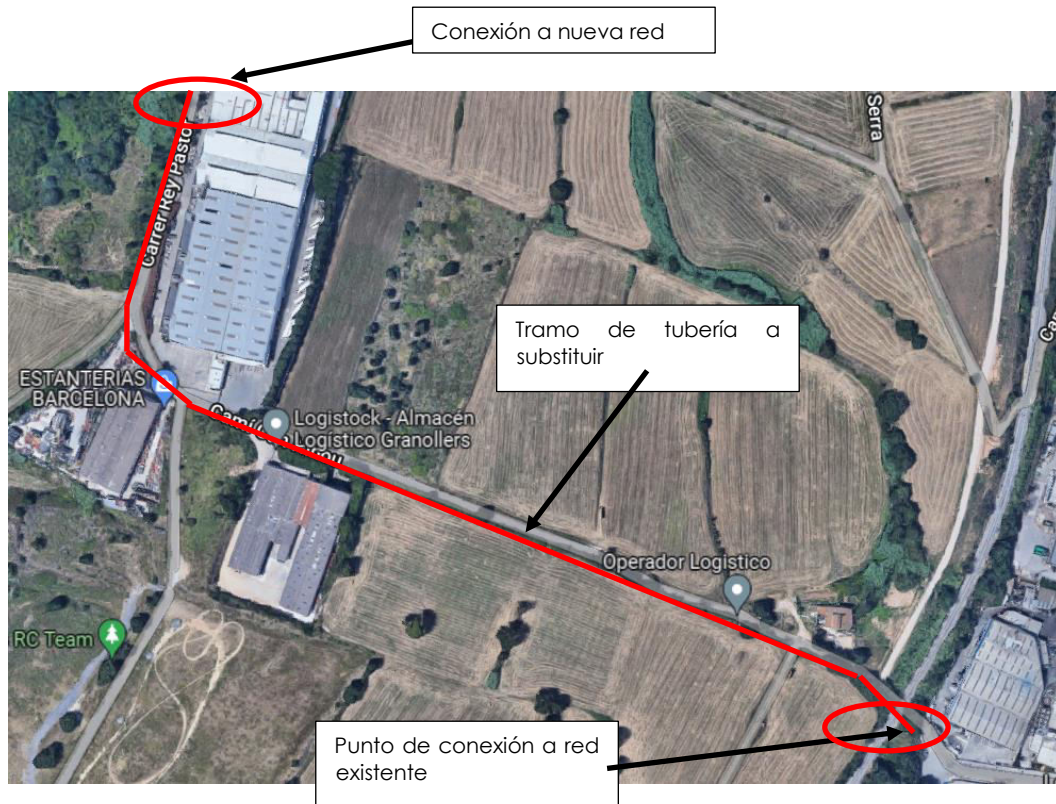 Conexión a nueva red
Serra
Carrer Rey Pastor
Tramo de tubería a
substituir
ESTANTERIAS
BARCELONA
Logistock - Almacén
Logístico Granollers
Camí
Operador Logístico
RC Team
Punto de conexión a red
existente